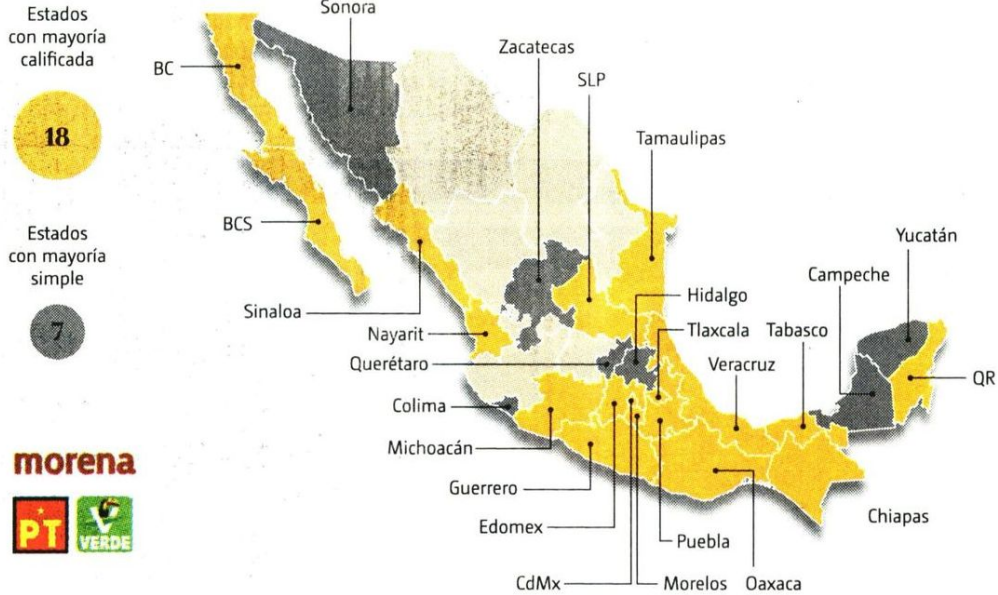 Estados
con mayoría
calificada
18
Estados
con mayoría
simple
7
Sonora
Zacatecas
SLP
Tamaulipas
BC
BCS
Yucatán
Campeche
Sinaloa
Hidalgo
Nayarit
Tlaxcala
Tabasco
Querétaro
Veracruz
QR
Colima
Michoacán
Guerrero
Chiapas
Edomex
Puebla
CdMx
Morelos
Oaxaca
morena
PT
VERDE